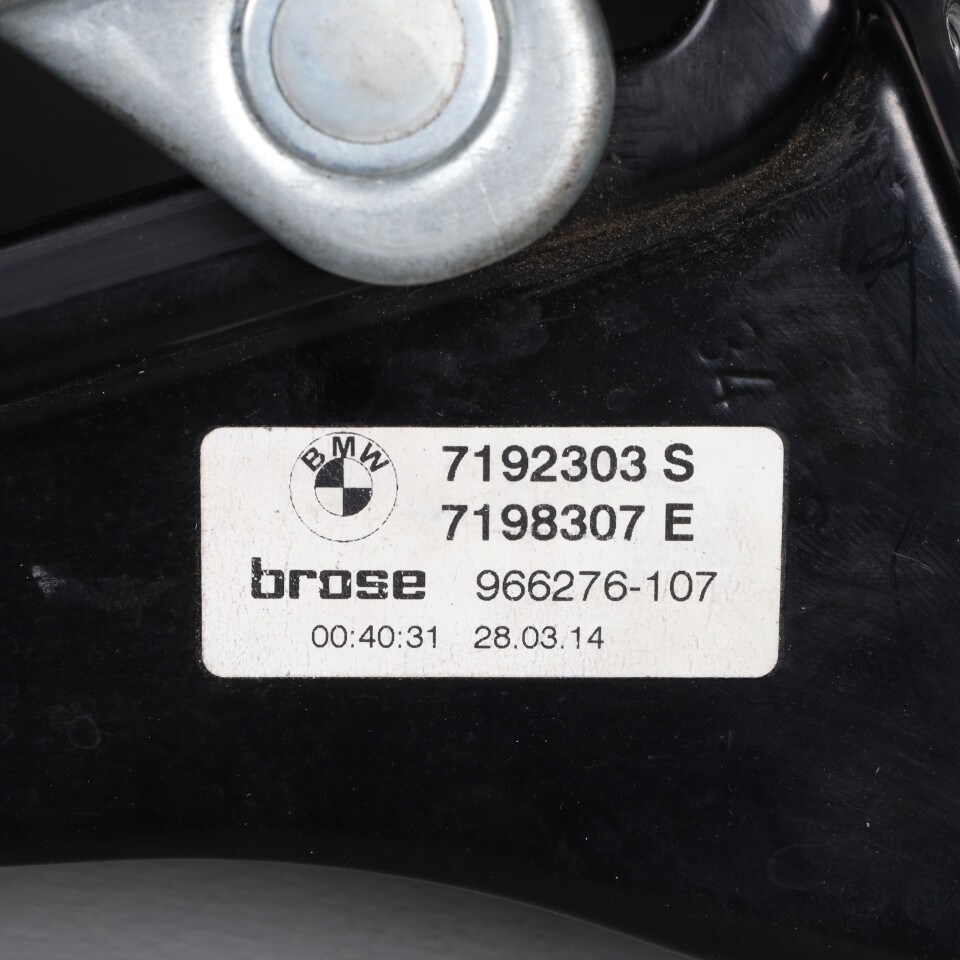 BMW
7192303 S
7198307 E
brose 966276-107
00:40:31 28.03.14